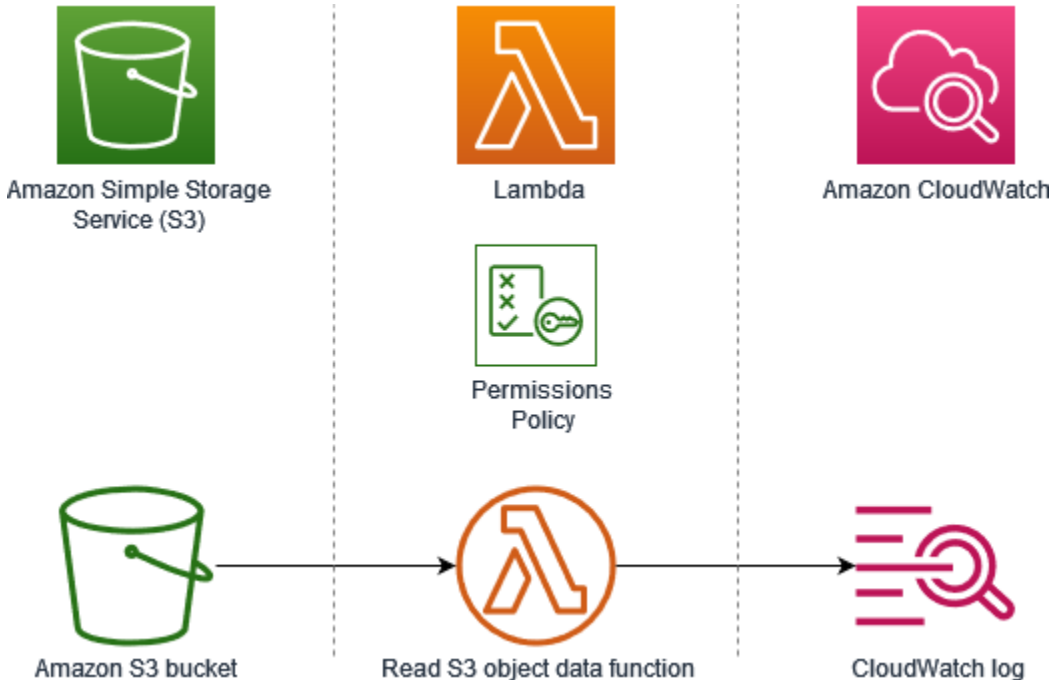 Amazon Simple Storage
Service (S3)
Lambda
Amazon CloudWatch
Permissions
Policy
Amazon S3 bucket
Read S3 object data function
CloudWatch log